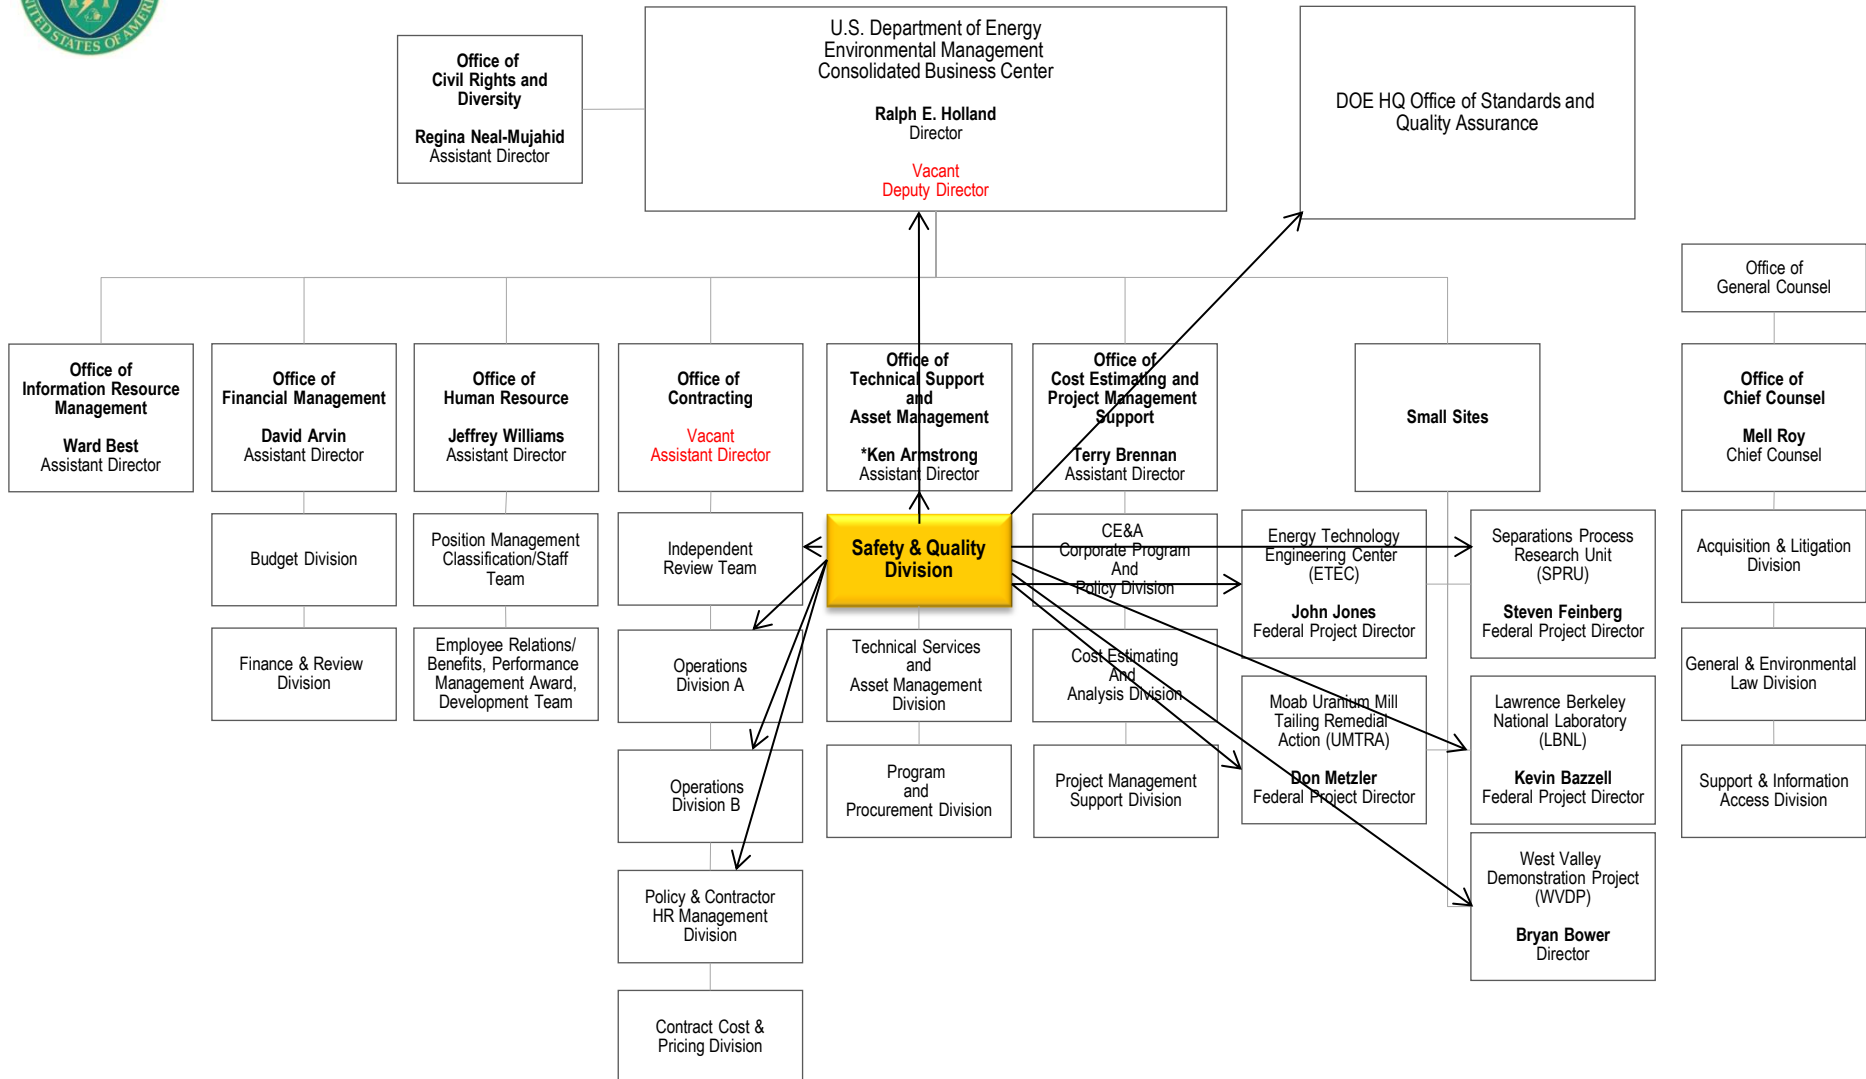 UNITED STATES OF AMERI
U.S. Department of Energy
Environmental Management
Consolidated Business Center
Ralph E. Holland
Director
Vacant
Deputy Director
Office of
Civil Rights and
Diversity
Regina Neal-Mujahid
Assistant Director
DOE HQ Office of Standards and
Quality Assurance
Office of
General Counsel
Office of
Information Resource
Management
Ward Best
Assistant Director
Office of
Financial Management
David Arvin
Assistant Director
Office of
Human Resource
Jeffrey Williams
Assistant Director
Office of
Contracting
Vacant
Assistant Director
Office of
Technical Support
and
Asset Management
*Ken Armstrong
Assistant Director
Office of
Cost Estimating and
Project Management
Support
Terry Brennan
Assistant Director
Small Sites
Office of
Chief Counsel
Mell Roy
Chief Counsel
Budget Division
Position Management
Classification/Staff
Team
Independent
Review Team
Safety & Quality
Division
CE&A
Corporate Program
And
Policy Division
Energy Technology
Engineering Center
(ETEC)
John Jones
Federal Project Director
Separations Process
Research Unit
(SPRU)
Steven Feinberg
Federal Project Director
Acquisition & Litigation
Division
Finance & Review
Division
Employee Relations/
Benefits, Performance
Management Award,
Development Team
Operations
Division A
Technical Services
and
Asset Management
Division
Cost Estimating
And
Analysis Division
Moab Uranium Mill
Tailing Remedial
Action (UMTRA)
Don Metzler
Federal Project Director
Lawrence Berkeley
National Laboratory
(LBNL)
Kevin Bazzell
Federal Project Director
General & Environmental
Law Division
Operations
Division B
Program
and
Procurement Division
Project Management
Support Division
Support & Information
Access Division
West Valley
Demonstration Project
(WVDP)
Bryan Bower
Director
Policy & Contractor
HR Management
Division
Contract Cost &
Pricing Division